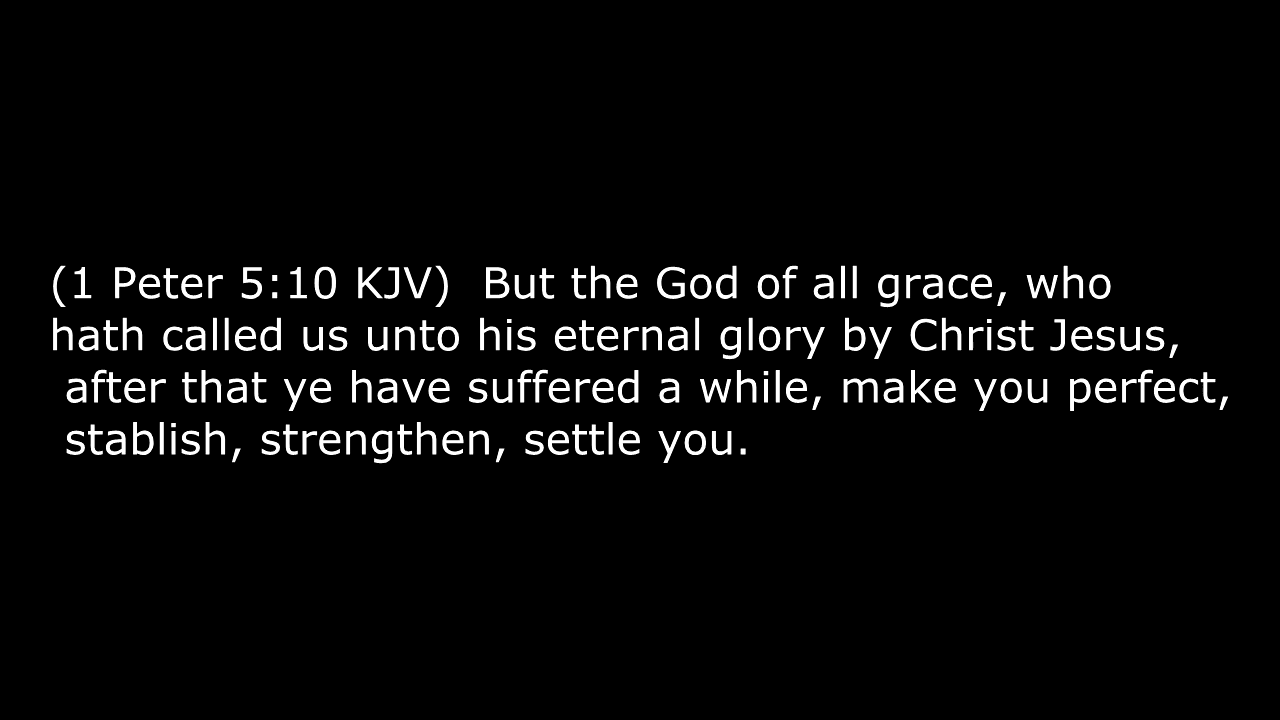 (1 Peter 5:10 KJV)  But the God of all grace, who
hath called us unto his eternal glory by Christ Jesus,
after that ye have suffered a while, make you perfect,
stablish, strengthen, settle you.